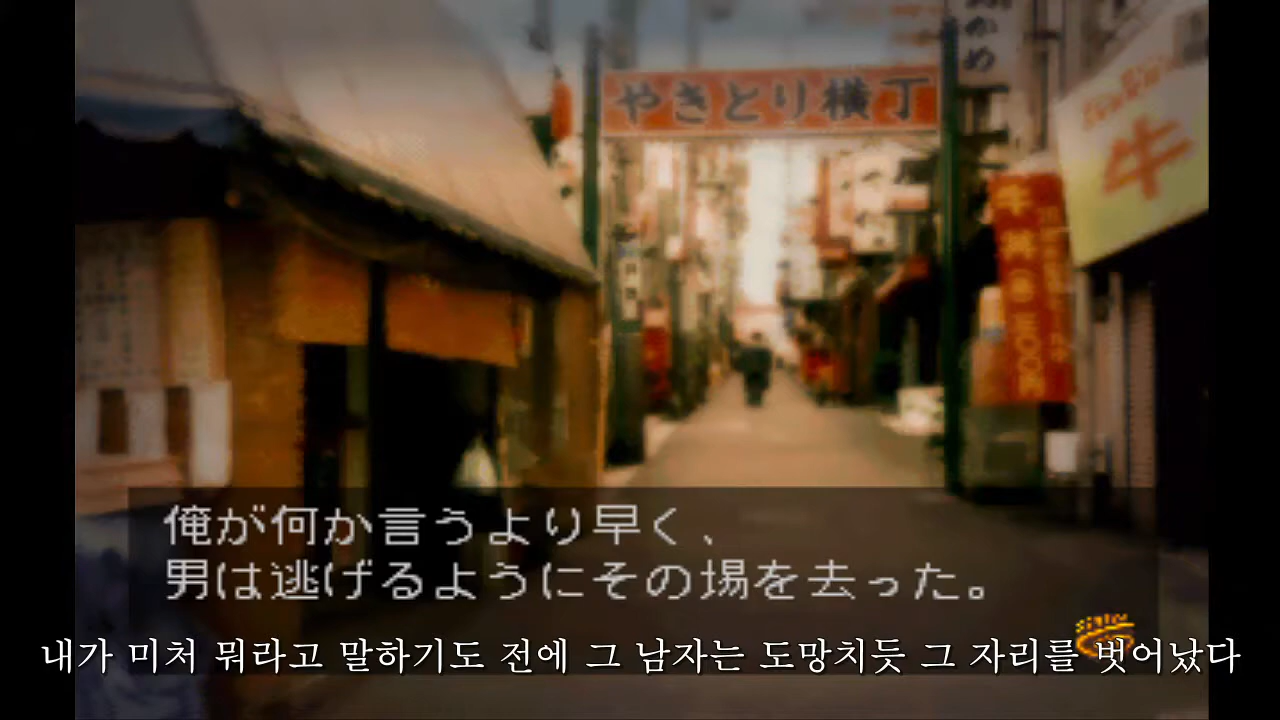 やきとり横丁
牛
牛丼
俺が何か言うより早く、
男は逃げるようにその場を去った。
내가 미처 뭐라고 말하기도 전에 그 남자는 도망치듯 그 자리를 벗어났다